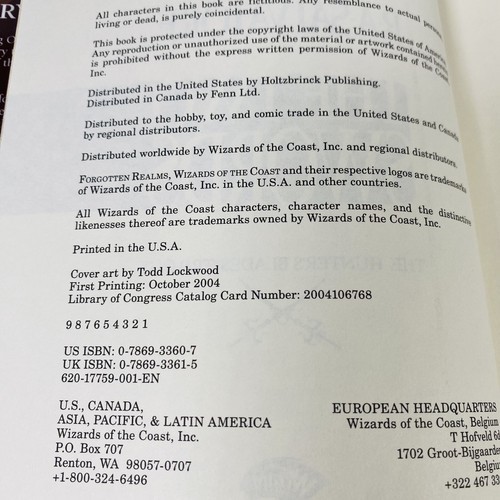 All characters in this book are fictitious. Any resemblance to actual persons,
living or dead, is purely coincidental.
This book is protected under the copyright laws of the United States of America.
Any reproduction or unauthorized use of the material or artwork contained herein
is prohibited without the express written permission of Wizards of the Coast,
Inc.
Distributed in the United States by Holtzbrinck Publishing.
Distributed in Canada by Fenn Ltd.
Distributed to the hobby, toy, and comic trade in the United States and Canada
by regional distributors.
Distributed worldwide by Wizards of the Coast, Inc. and regional distributors.
FORGOTTEN REALMS, WIZARDS OF THE COAST and their respective logos are trademarks
of Wizards of the Coast, Inc. in the U.S.A. and other countries.
All Wizards of the Coast characters, character names, and the distinctive
likenesses thereof are trademarks owned by Wizards of the Coast, Inc.
Printed in the U.S.A.
Cover art by Todd Lockwood
First Printing: October 2004
Library of Congress Catalog Card Number: 2004106768
9 8 7 6 5 4 3 2 1
US ISBN: 0-7869-3360-7
UK ISBN: 0-7869-3361-5
620-17759-001-EN
U.S., CANADA,
ASIA, PACIFIC, & LATIN AMERICA
Wizards of the Coast, Inc.
P.O. Box 707
Renton, WA 98057-0707
+1-800-324-6496
EUROPEAN HEADQUARTERS
Wizards of the Coast, Belgium
T Hofveld 6d
1702 Groot-Bijgaarden
Belgiu
+322 467 33